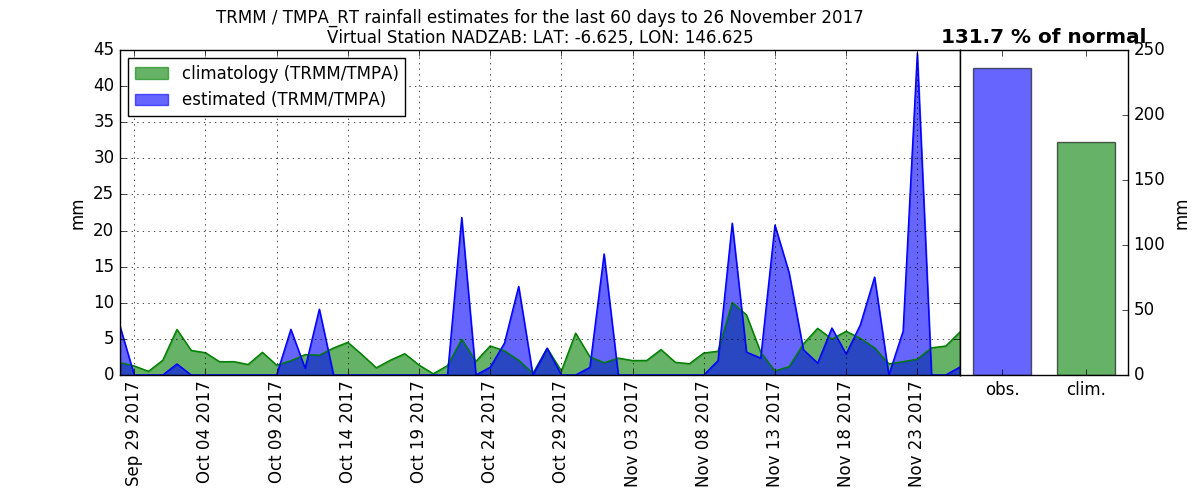 TRMM / TMPA_RT rainfall estimates for the last 60 days to 26 November 2017
Virtual Station NADZAB: LAT: -6.625, LON: 146.625
131.7 % of normal
climatology (TRMM/TMPA)
estimated (TRMM/TMPA)
mm
45
40
35
30
25
20
15
10
5
0
Sep 29 2017
Oct 04 2017
Oct 09 2017
Oct 14 2017
Oct 19 2017
Oct 24 2017
Oct 29 2017
Nov 03 2017
Nov 08 2017
Nov 13 2017
Nov 18 2017
Nov 23 2017
250
200
150
100
50
0
mm
obs.
clim.